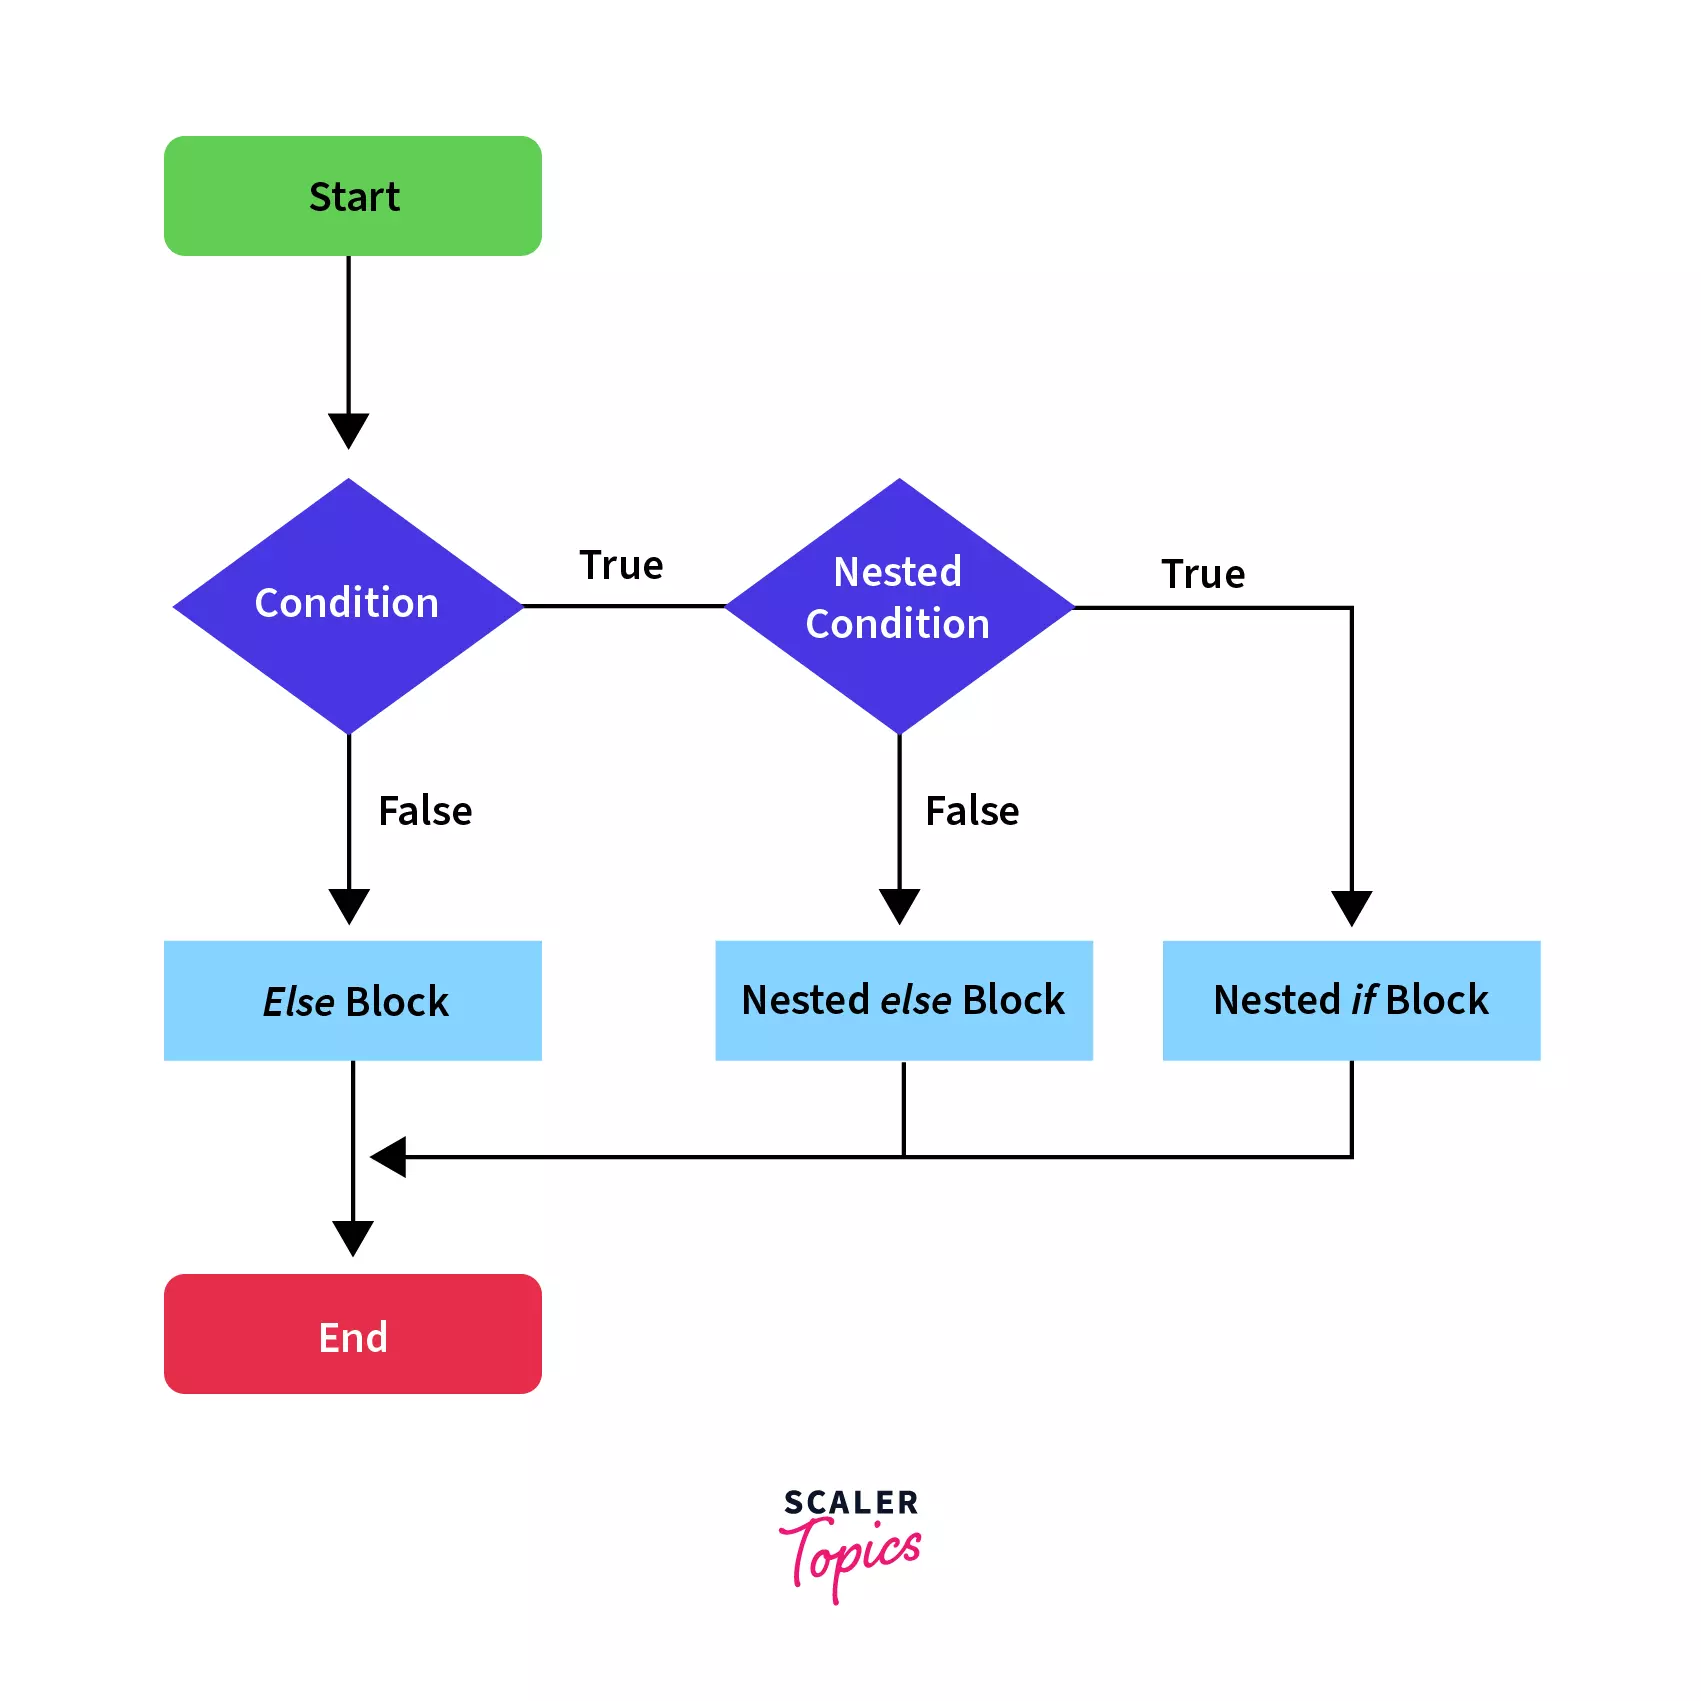 Start
Condition
True
Nested
Condition
True
False
False
Else Block
Nested else Block
Nested if Block
End
SCALER
Topics